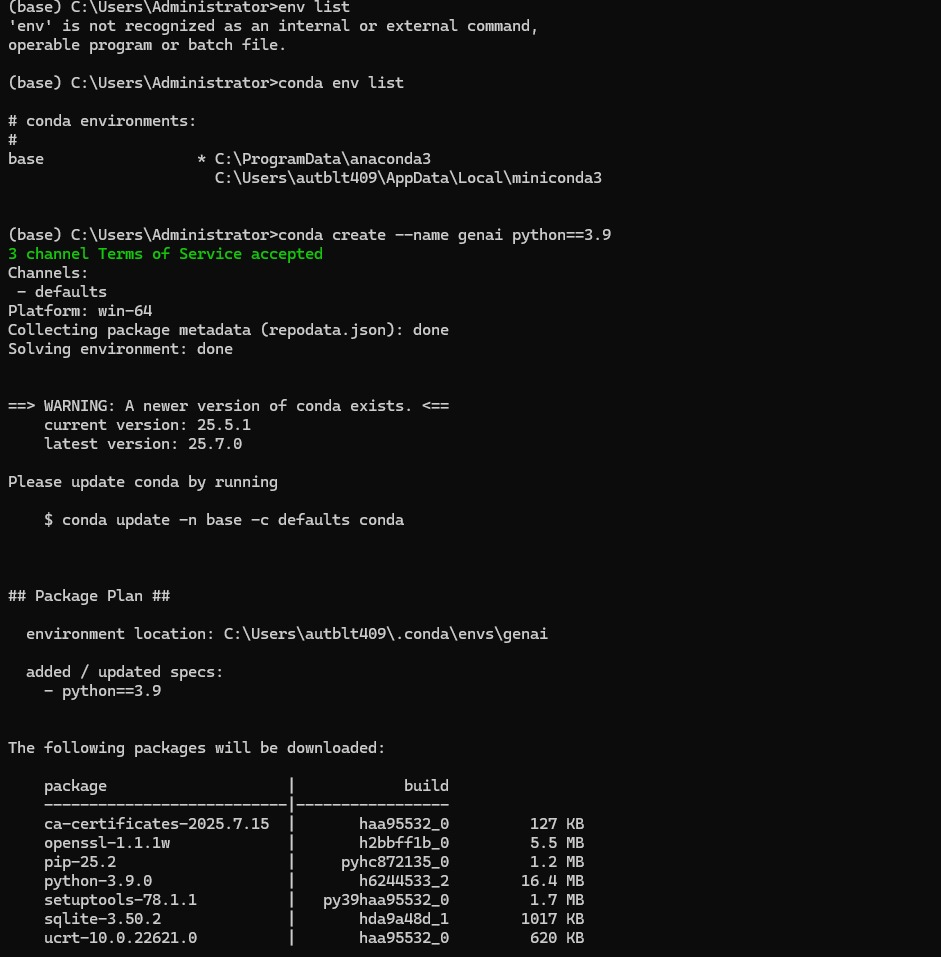 (base) C:\Users\Administrator>env list
'env' is not recognized as an internal or external command,
operable program or batch file.
(base) C:\Users\Administrator>conda env list
# conda environments:
#
base                 * C:\ProgramData\anaconda3
                       C:\Users\autblt409\AppData\Local\miniconda3
(base) C:\Users\Administrator>conda create --name genai python==3.9
3 channel Terms of Service accepted
Channels:
 - defaults
Platform: win-64
Collecting package metadata (repodata.json): done
Solving environment: done
==> WARNING: A newer version of conda exists. <==
    current version: 25.5.1
    latest version: 25.7.0
Please update conda by running
    $ conda update -n base -c defaults conda
## Package Plan ##
  environment location: C:\Users\autblt409\.conda\envs\genai
  added / updated specs:
    - python==3.9
The following packages will be downloaded:
    package                    |            build
    ---------------------------|-----------------
    ca-certificates-2025.7.15  |       haa95532_0         127 KB
    openssl-1.1.1w             |       h2bbff1b_0         5.5 MB
    pip-25.2                   |     pyhc872135_0         1.2 MB
    python-3.9.0               |       h6244533_2        16.4 MB
    setuptools-78.1.1          |   py39haa95532_0         1.7 MB
    sqlite-3.50.2              |       hda9a48d_1        1017 KB
    ucrt-10.0.22621.0          |       haa95532_0         620 KB